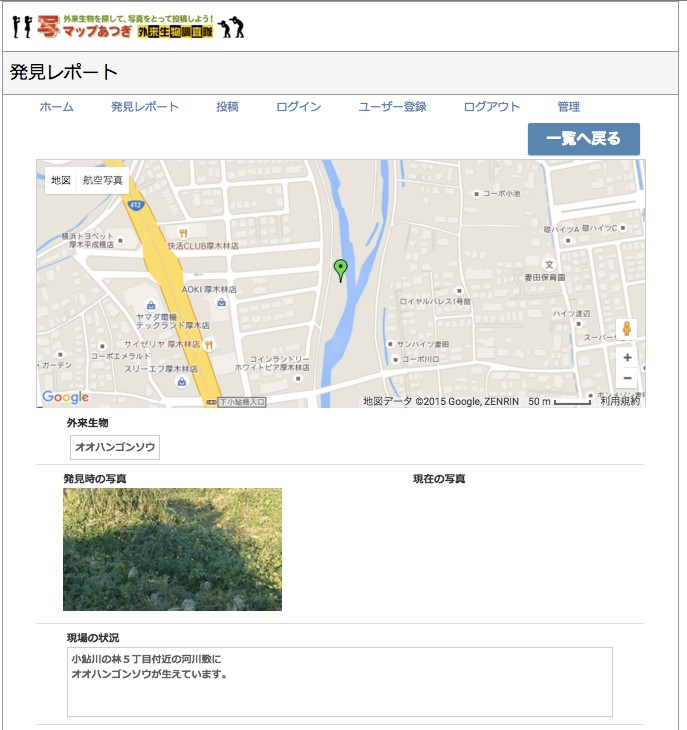 外来生物を探して、写真をとって投稿しよう!
写マップあつぎ 外来生物調査隊
発見レポート
ホーム 発見レポート 投稿 ログイン ユーザー登録 ログアウト 管理
一覧へ戻る
地図 航空写真
412
コーポ小池
横浜トヨペット
厚木平成橋店
快活CLUB厚木林店
碇ハイツA 碇ハイツC
文
妻田保育園
AOKI 厚木林店
ロイヤルパレス1号館
ヤマダ電機
テックランド厚木店
ハイツ渡辺
サイゼリヤ 厚木林店
サンハイツ妻田
スーパー
コーポエメラルド
コインランドリー
ホワイトピア厚木林店
コーポ川口
ガーデン
スリーエフ厚木林店
下小鮎橋入口
Google
地図データ ©2015 Google, ZENRIN 50 m 利用規約
外来生物
オオハンゴンソウ
発見時の写真 現在の写真
現場の状況
小鮎川の林５丁目付近の河川敷に
オオハンゴンソウが生えています。